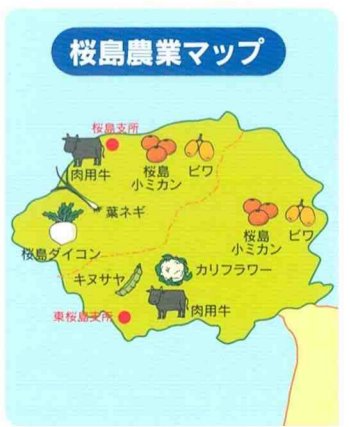 桜島農業マップ
桜島支所
肉用牛
桜島
小ミカン
ビワ
葉ネギ
桜島ダイコン
桜島
小ミカン
ビワ
キヌサヤ
カリフラワー
肉用牛
東桜島支所